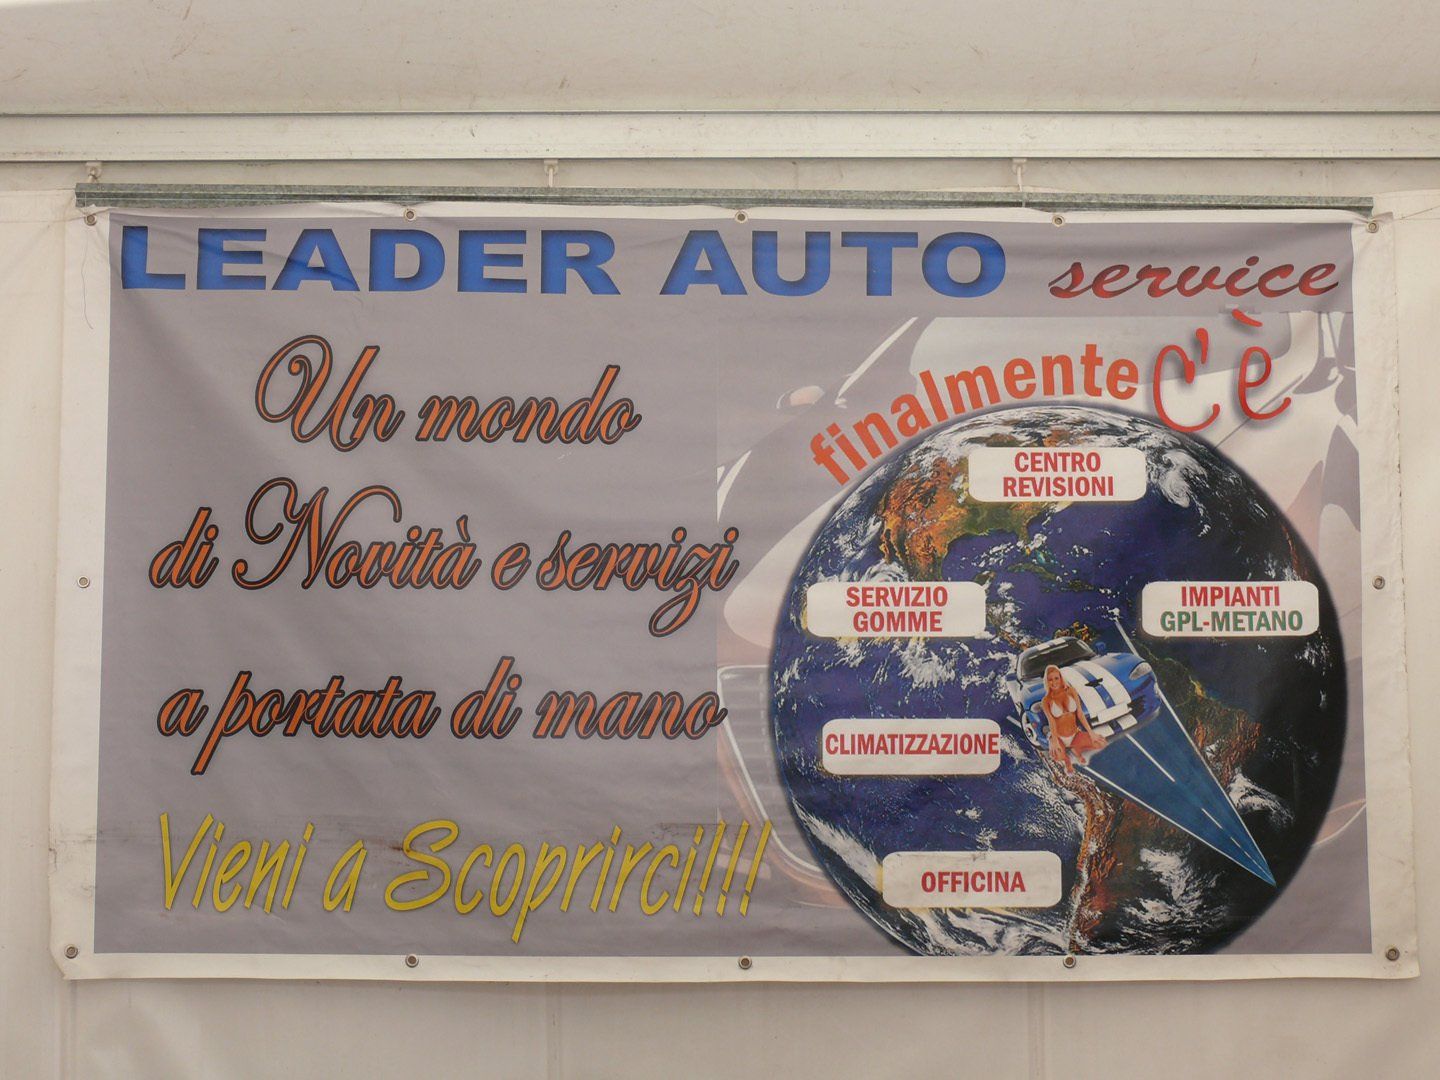 LEADER AUTO service
Un mondo
di Novità e servizi
a portata di mano
Vieni a Scoprirci!!!
finalmente c'è
CENTRO
REVISIONI
SERVIZIO
GOMME
IMPIANTI
GPL-METANO
CLIMATIZZAZIONE
OFFICINA